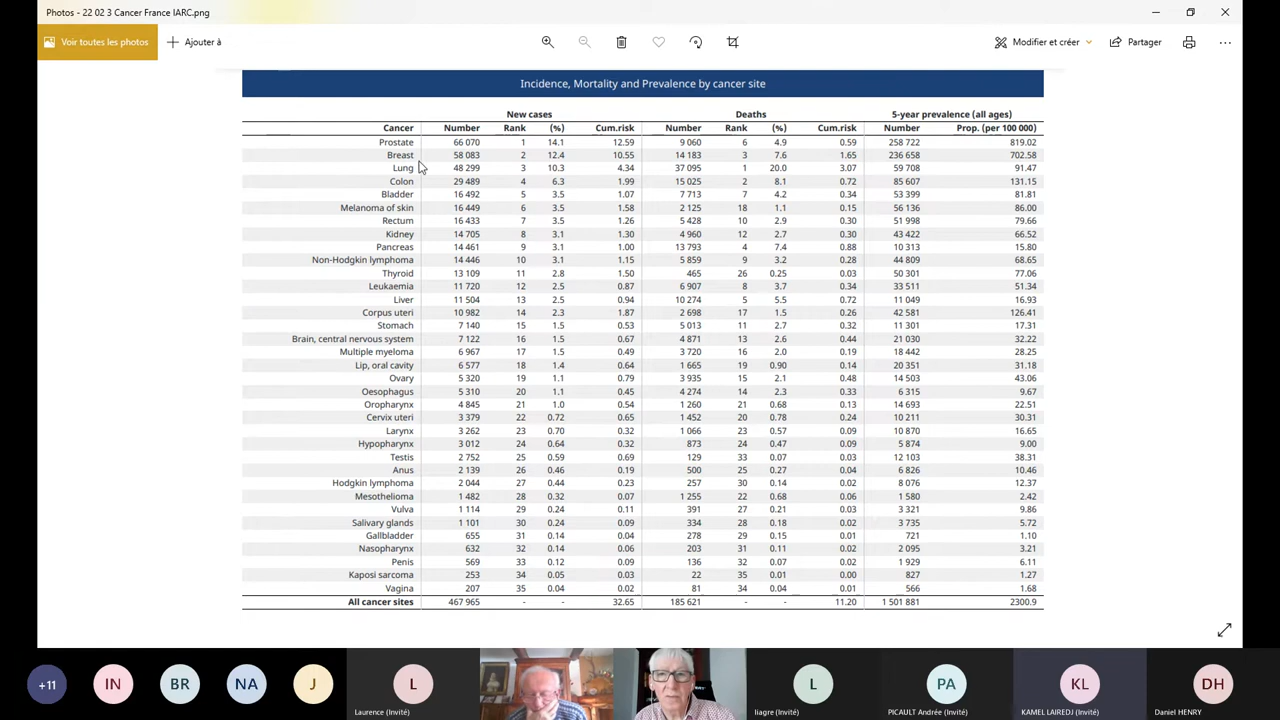 Photos - 22 02 3 Cancer France IARC.png
Voir toutes les photos Ajouter à Modifier et créer Partager
Incidence, Mortality and Prevalence by cancer site
New cases Deaths 5-year prevalence (all ages)
Cancer Number Rank (%) Cum.risk Number Rank (%) Cum.risk Number Prop. (per 100 000)
Prostate 66 070 1 14.1 12.59 9 060 6 4.9 0.59 258 722 819.02
Breast 58 083 2 12.4 10.55 14 183 3 7.6 1.65 236 658 702.58
Lung 48 299 3 10.3 4.34 37 095 1 20.0 3.07 59 708 91.47
Colon 29 489 4 6.3 1.99 15 025 2 8.1 0.72 85 607 131.15
Bladder 16 492 5 3.5 1.07 7 713 7 4.2 0.34 53 399 81.81
Melanoma of skin 16 449 6 3.5 1.58 2 125 18 1.1 0.15 56 136 86.00
Rectum 16 433 7 3.5 1.26 5 428 10 2.9 0.30 51 998 79.66
Kidney 14 705 8 3.1 1.30 4 960 12 2.7 0.30 43 422 66.52
Pancreas 14 461 9 3.1 1.00 13 793 4 7.4 0.88 10 313 15.80
Non-Hodgkin lymphoma 14 446 10 3.1 1.15 5 859 9 3.2 0.28 44 809 68.65
Thyroid 13 109 11 2.8 1.50 465 26 0.25 0.03 50 301 77.06
Leukaemia 11 720 12 2.5 0.87 6 907 8 3.7 0.34 33 511 51.34
Liver 11 504 13 2.5 0.94 10 274 5 5.5 0.72 11 049 16.93
Corpus uteri 10 982 14 2.3 1.87 2 698 17 1.5 0.26 42 581 126.41
Stomach 7 140 15 1.5 0.53 5 013 11 2.7 0.32 11 301 17.31
Brain, central nervous system 7 122 16 1.5 0.67 4 871 13 2.6 0.44 21 030 32.22
Multiple myeloma 6 967 17 1.5 0.49 3 720 16 2.0 0.19 18 442 28.25
Lip, oral cavity 6 577 18 1.4 0.64 1 665 19 0.90 0.14 20 351 31.18
Ovary 5 320 19 1.1 0.79 3 935 15 2.1 0.48 14 503 43.06
Oesophagus 5 310 20 1.1 0.45 4 274 14 2.3 0.33 6 315 9.67
Oropharynx 4 845 21 1.0 0.54 1 260 21 0.68 0.13 14 693 22.51
Cervix uteri 3 379 22 0.72 0.65 1 452 20 0.78 0.24 10 211 30.31
Larynx 3 262 23 0.70 0.32 1 066 23 0.57 0.09 10 870 16.65
Hypopharynx 3 012 24 0.64 0.32 873 24 0.47 0.09 5 874 9.00
Testis 2 752 25 0.59 0.69 129 33 0.07 0.03 12 103 38.31
Anus 2 139 26 0.46 0.19 500 25 0.27 0.04 6 826 10.46
Hodgkin lymphoma 2 044 27 0.44 0.23 257 30 0.14 0.02 8 076 12.37
Mesothelioma 1 482 28 0.32 0.07 1 255 22 0.68 0.06 1 580 2.42
Vulva 1 114 29 0.24 0.11 391 27 0.21 0.03 3 321 9.86
Salivary glands 1 101 30 0.24 0.09 334 28 0.18 0.02 3 735 5.72
Gallbladder 655 31 0.14 0.04 278 29 0.15 0.01 721 1.10
Nasopharynx 632 32 0.14 0.06 203 31 0.11 0.02 2 095 3.21
Penis 569 33 0.12 0.09 136 32 0.07 0.02 1 929 6.11
Kaposi sarcoma 253 34 0.05 0.03 22 35 0.01 0.00 827 1.27
Vagina 207 35 0.04 0.02 81 34 0.04 0.01 566 1.68
All cancer sites 467 965 - - 32.65 185 621 - - 11.20 1 501 881 2300.9
+11 IN BR NA J L L PA KL DH
Laurence (Invité) liagre (Invité) PICAULT Andrée (Invité) KAMEL LAIREDJ (Invité) Daniel HENRY